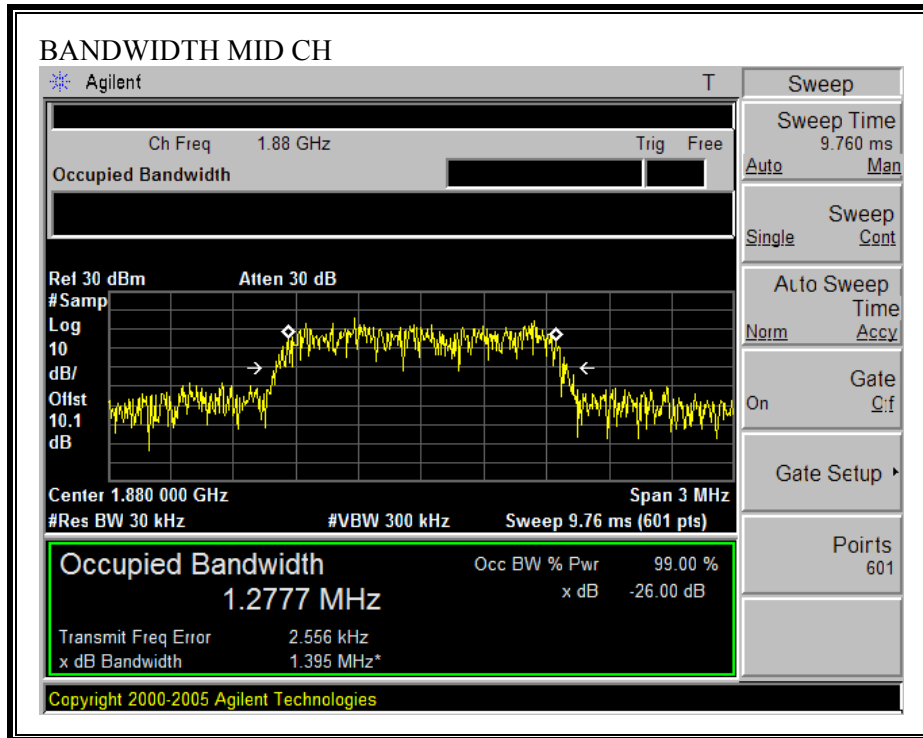 BANDWIDTH MID CH
Agilent T
Ch Freq 1.88 GHz Trig Free
Occupied Bandwidth
Ref 30 dBm Atten 30 dB
#Samp
Log
10
dB/
Offst
10.1
dB
Center 1.880 000 GHz Span 3 MHz
#Res BW 30 kHz #VBW 300 kHz Sweep 9.76 ms (601 pts)
Occupied Bandwidth Occ BW % Pwr 99.00 %
1.2777 MHz x dB -26.00 dB
Transmit Freq Error 2.556 kHz
x dB Bandwidth 1.395 MHz*
Copyright 2000-2005 Agilent Technologies
Sweep
Sweep Time
9.760 ms
Auto Man
Sweep
Single Cont
Auto Sweep
Time
Norm Accy
Gate
On Off
Gate Setup
Points
601